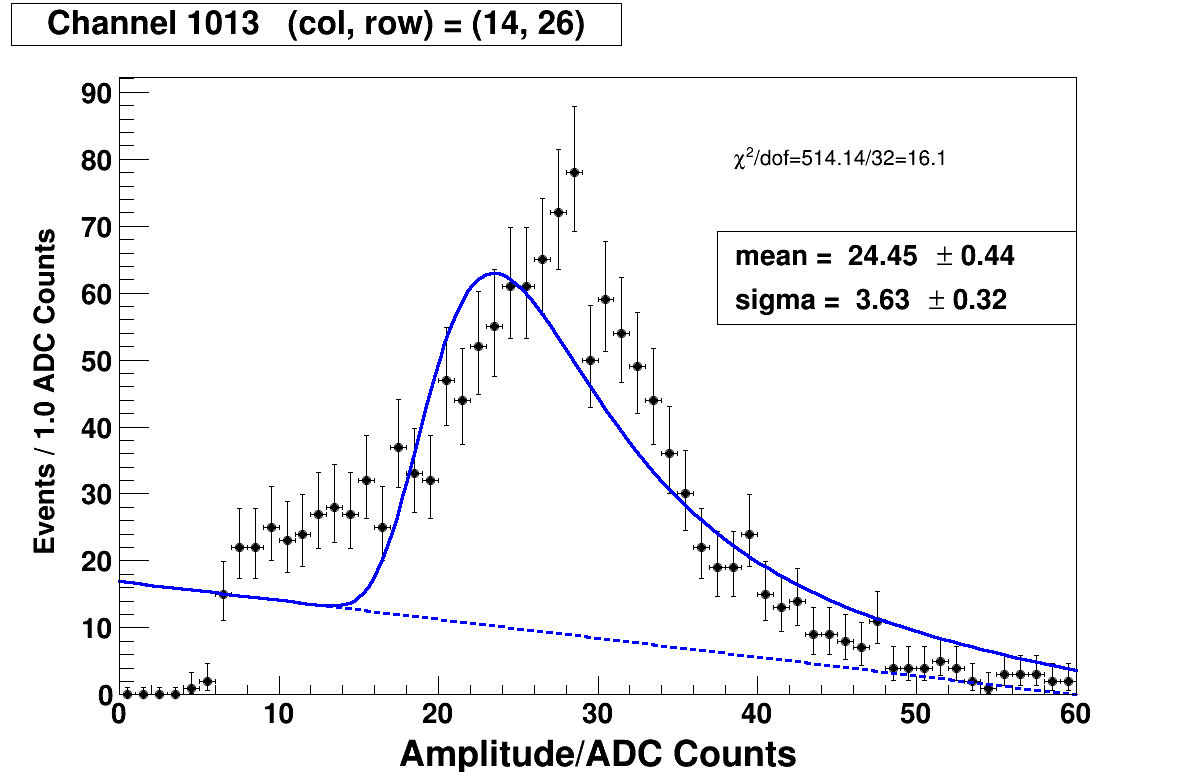 Channel 1013 (col, row) = (14, 26)
90
80
70
60
50
40
30
20
10
0
Events / 1.0 ADC Counts
χ²/dof=514.14/32=16.1
mean = 24.45 ± 0.44
sigma = 3.63 ± 0.32
0 10 20 30 40 50 60
Amplitude/ADC Counts